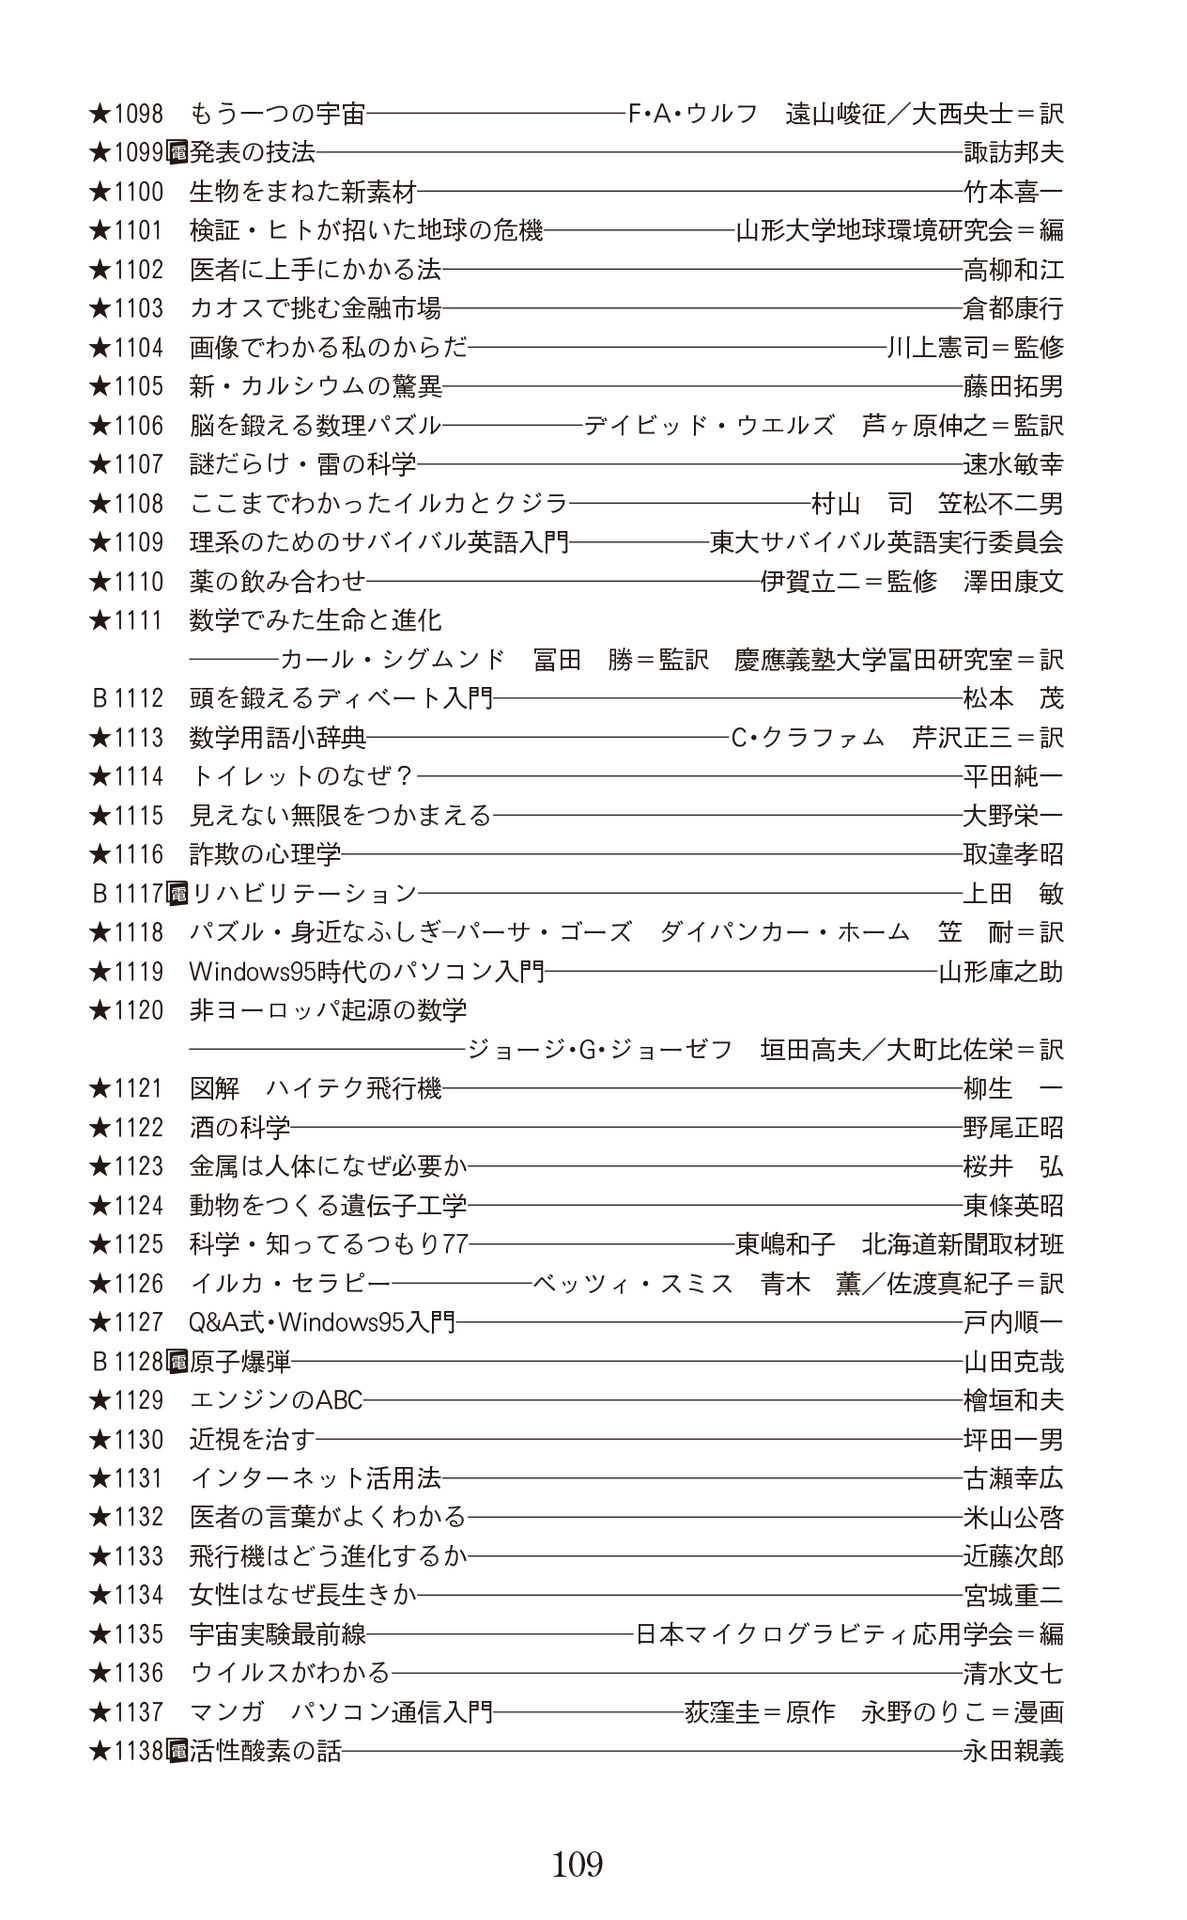 ★1098　もう一つの宇宙――――F・A・ウルフ　遠山峻征／大西央士＝訳
★1099電発表の技法――――諏訪邦夫
★1100　生物をまねた新素材――――竹本喜一
★1101　検証・ヒトが招いた地球の危機――――山形大学地球環境研究会＝編
★1102　医者に上手にかかる法――――高柳和江
★1103　カオスで挑む金融市場――――倉都康行
★1104　画像でわかる私のからだ――――川上憲司＝監修
★1105　新・カルシウムの驚異――――藤田拓男
★1106　脳を鍛える数理パズル――――デイビッド・ウエルズ　芦ヶ原伸之＝監訳
★1107　謎だらけ・雷の科学――――速水敏幸
★1108　ここまでわかったイルカとクジラ――――村山　司　笠松不二男
★1109　理系のためのサバイバル英語入門――――東大サバイバル英語実行委員会
★1110　薬の飲み合わせ――――伊賀立二＝監修　澤田康文
★1111　数学でみた生命と進化
――――カール・シグムンド　冨田　勝＝監訳　慶應義塾大学冨田研究室＝訳
B 1112　頭を鍛えるディベート入門――――松本　茂
★1113　数学用語小辞典――――C・クラファム　芹沢正三＝訳
★1114　トイレットのなぜ？――――平田純一
★1115　見えない無限をつかまえる――――大野栄一
★1116　詐欺の心理学――――取違孝昭
B 1117電リハビリテーション――――上田　敏
★1118　パズル・身近なふしぎ―パーサ・ゴーズ　ダイパンカー・ホーム　笠　耐＝訳
★1119　Windows95時代のパソコン入門――――山形庫之助
★1120　非ヨーロッパ起源の数学
――――ジョージ・G・ジョーゼフ　垣田高夫／大町比佐栄＝訳
★1121　図解　ハイテク飛行機――――柳生　一
★1122　酒の科学――――野尾正昭
★1123　金属は人体になぜ必要か――――桜井　弘
★1124　動物をつくる遺伝子工学――――東條英昭
★1125　科学・知ってるつもり77――――東嶋和子　北海道新聞取材班
★1126　イルカ・セラピー――――ベッツィ・スミス　青木　薫／佐渡真紀子＝訳
★1127　Q&A式・Windows95入門――――戸内順一
B 1128電原子爆弾――――山田克哉
★1129　エンジンのABC――――檜垣和夫
★1130　近視を治す――――坪田一男
★1131　インターネット活用法――――古瀬幸広
★1132　医者の言葉がよくわかる――――米山公啓
★1133　飛行機はどう進化するか――――近藤次郎
★1134　女性はなぜ長生きか――――宮城重二
★1135　宇宙実験最前線――――日本マイクログラビティ応用学会＝編
★1136　ウイルスがわかる――――清水文七
★1137　マンガ　パソコン通信入門――――荻窪圭＝原作　永野のりこ＝漫画
★1138電活性酸素の話――――永田親義
109